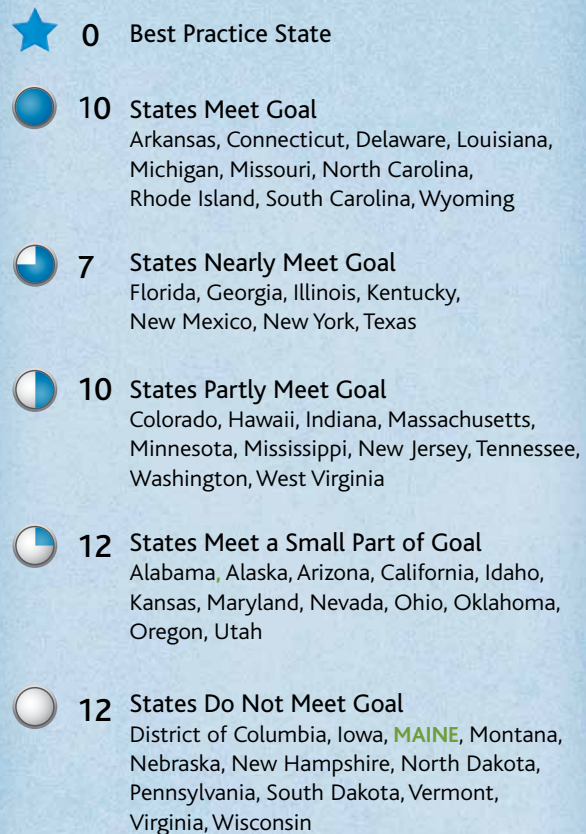 0 Best Practice State
10 States Meet Goal
Arkansas, Connecticut, Delaware, Louisiana,
Michigan, Missouri, North Carolina,
Rhode Island, South Carolina, Wyoming
7 States Nearly Meet Goal
Florida, Georgia, Illinois, Kentucky,
New Mexico, New York, Texas
10 States Partly Meet Goal
Colorado, Hawaii, Indiana, Massachusetts,
Minnesota, Mississippi, New Jersey, Tennessee,
Washington, West Virginia
12 States Meet a Small Part of Goal
Alabama, Alaska, Arizona, California, Idaho,
Kansas, Maryland, Nevada, Ohio, Oklahoma,
Oregon, Utah
12 States Do Not Meet Goal
District of Columbia, Iowa, MAINE, Montana,
Nebraska, New Hampshire, North Dakota,
Pennsylvania, South Dakota, Vermont,
Virginia, Wisconsin